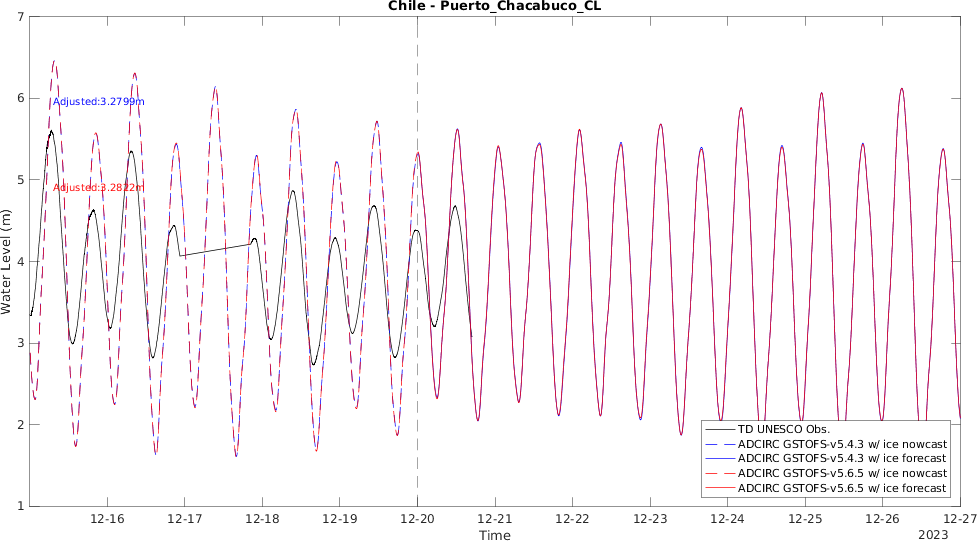 Chile - Puerto_Chacabuco_CL
7
6
5
4
3
2
1
Water Level (m)
Adjusted:3.2799m
Adjusted:3.2822m
TD UNESCO Obs.
ADCIRC GSTOFS-v5.4.3 w/ ice nowcast
ADCIRC GSTOFS-v5.4.3 w/ ice forecast
ADCIRC GSTOFS-v5.6.5 w/ ice nowcast
ADCIRC GSTOFS-v5.6.5 w/ ice forecast
12-16 12-17 12-18 12-19 12-20 12-21 12-22 12-23 12-24 12-25 12-26 12-27
Time
2023